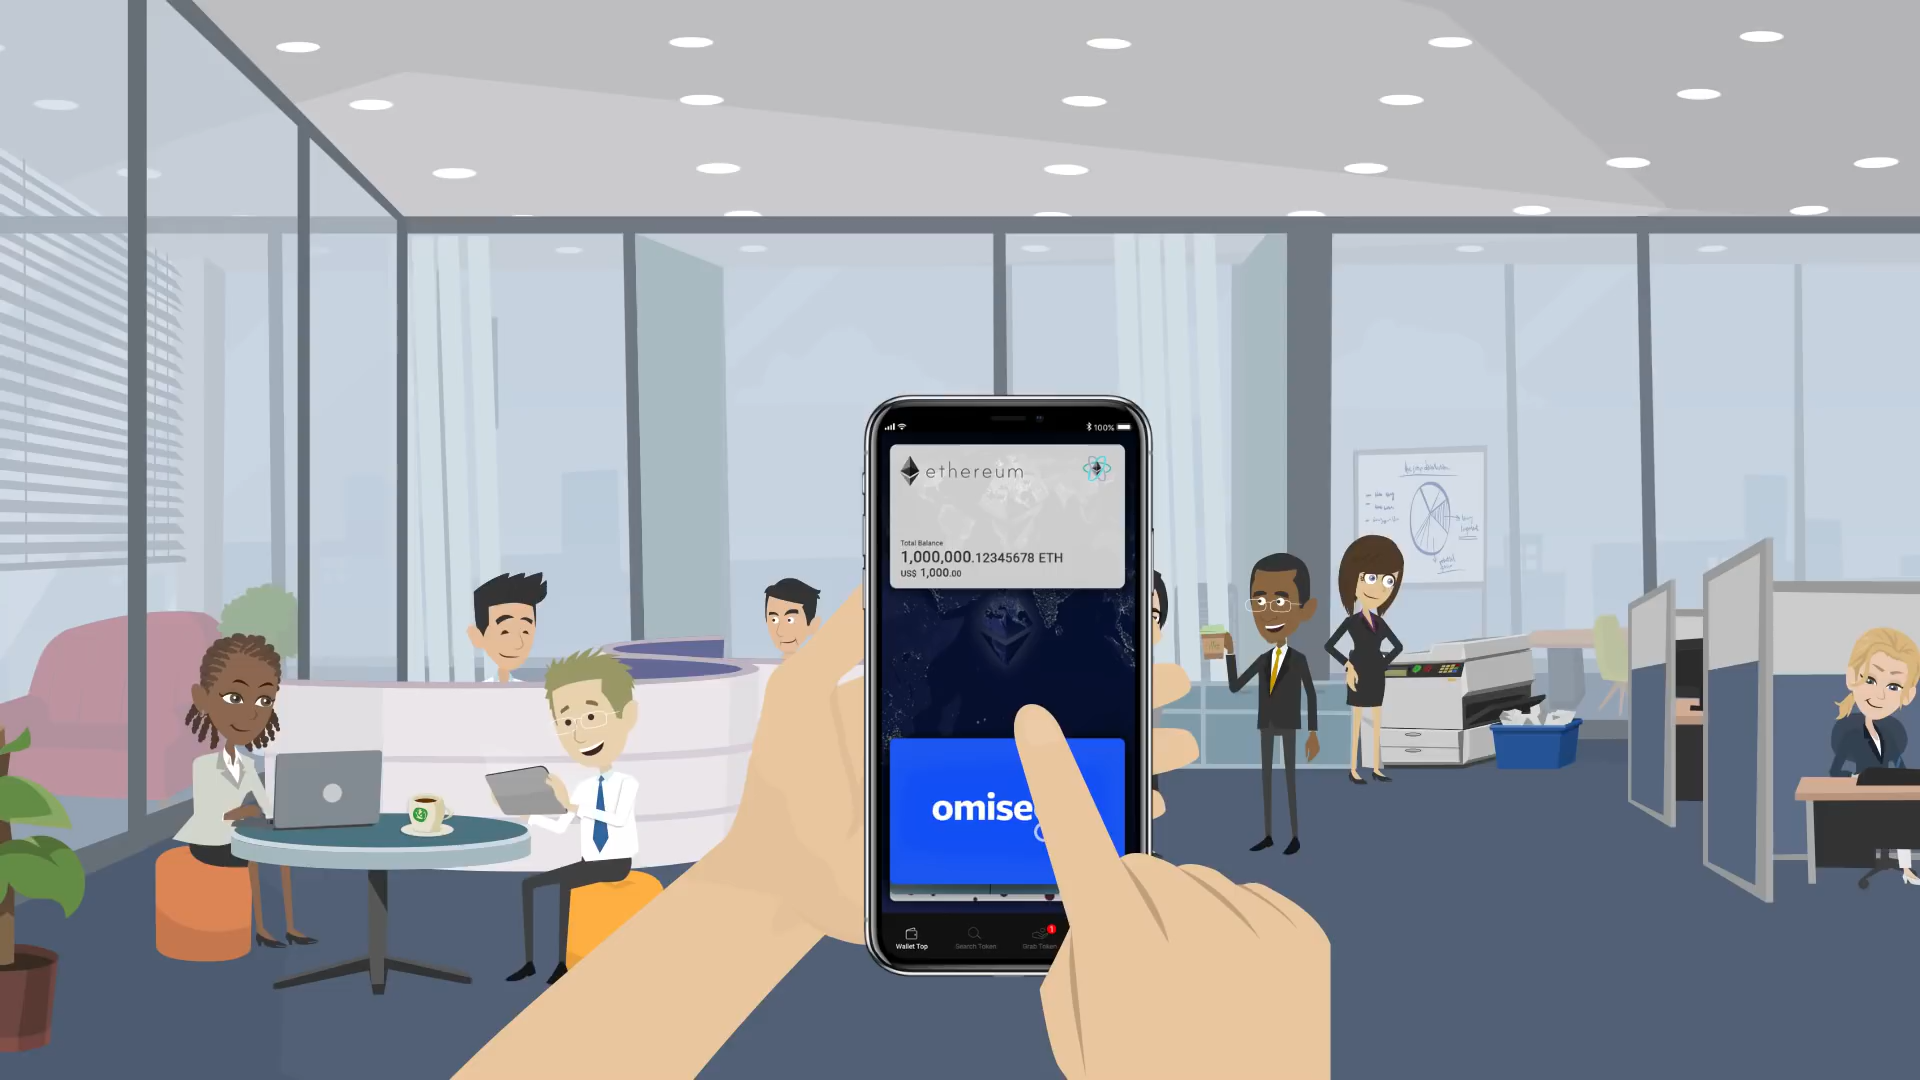 100%
ethereum
Total Balance
1,000,000.12345678 ETH
US$ 1,000.00
omise
Wallet Top
Search Token
Grab Token
1